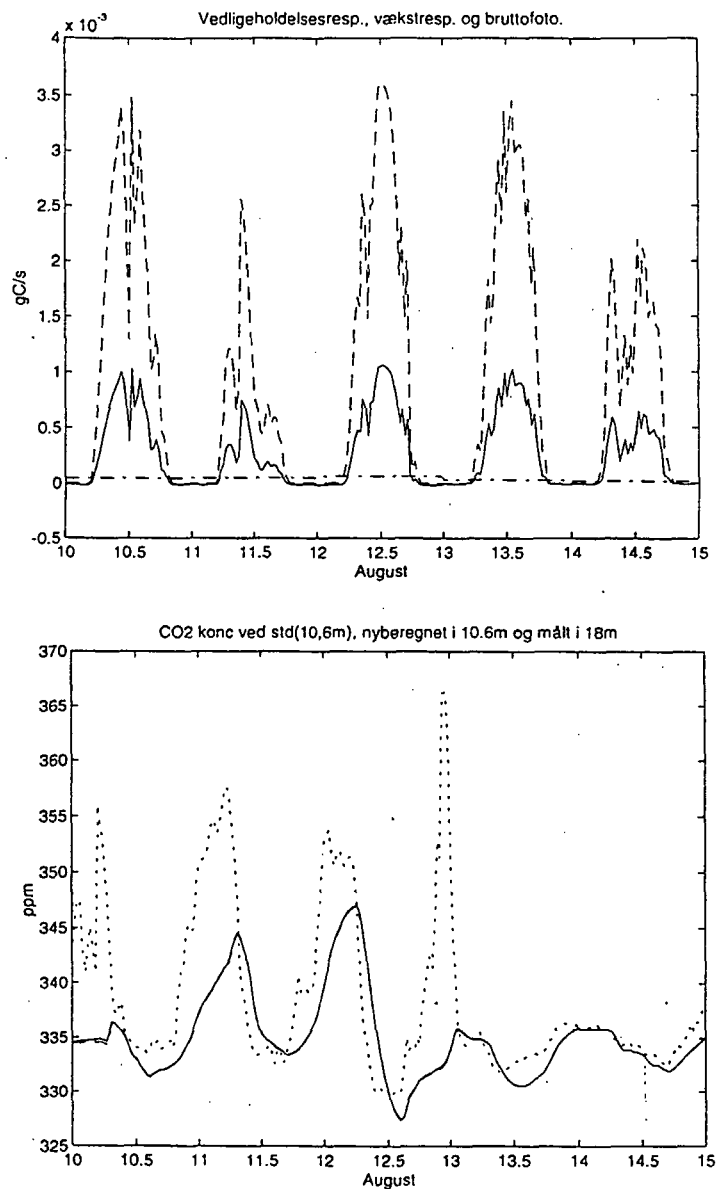 Vedligeholdelsesresp., vækstresp. og bruttofoto.
x 10⁻³
4
3.5
3
2.5
2
1.5
1
0.5
0
-0.5
gC/s
10 10.5 11 11.5 12 12.5 13 13.5 14 14.5 15
August
CO2 konc ved std(10,6m), nyberegnet i 10.6m og målt i 18m
370
365
360
355
350
345
340
335
330
325
ppm
10 10.5 11 11.5 12 12.5 13 13.5 14 14.5 15
August